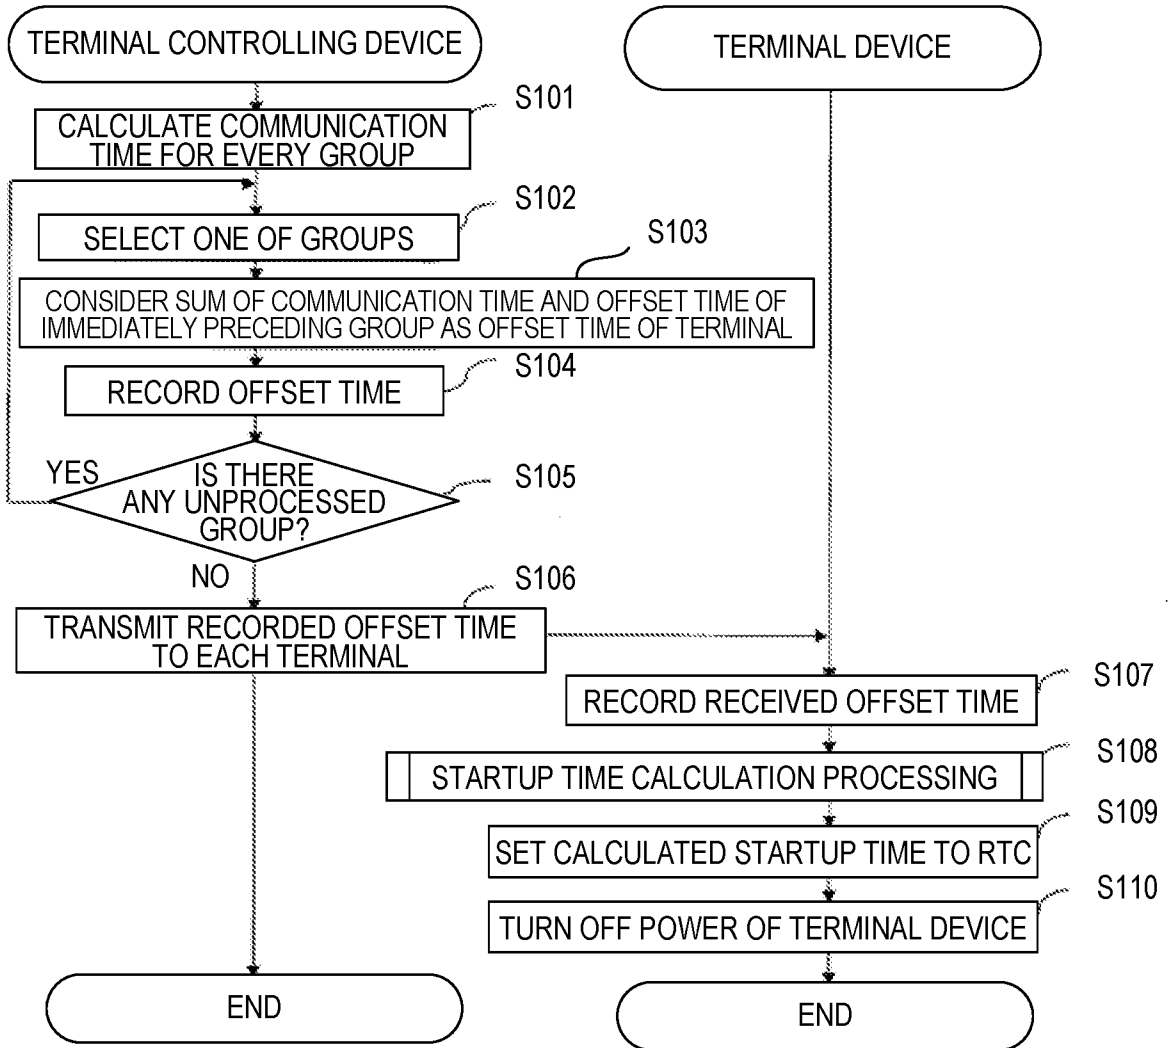 TERMINAL CONTROLLING DEVICE
TERMINAL DEVICE
S101
CALCULATE COMMUNICATION
TIME FOR EVERY GROUP
S102
SELECT ONE OF GROUPS
S103
CONSIDER SUM OF COMMUNICATION TIME AND OFFSET TIME OF
IMMEDIATELY PRECEDING GROUP AS OFFSET TIME OF TERMINAL
S104
RECORD OFFSET TIME
YES
IS THERE
ANY UNPROCESSED
GROUP?
S105
NO
S106
TRANSMIT RECORDED OFFSET TIME
TO EACH TERMINAL
S107
RECORD RECEIVED OFFSET TIME
S108
STARTUP TIME CALCULATION PROCESSING
S109
SET CALCULATED STARTUP TIME TO RTC
S110
TURN OFF POWER OF TERMINAL DEVICE
END
END